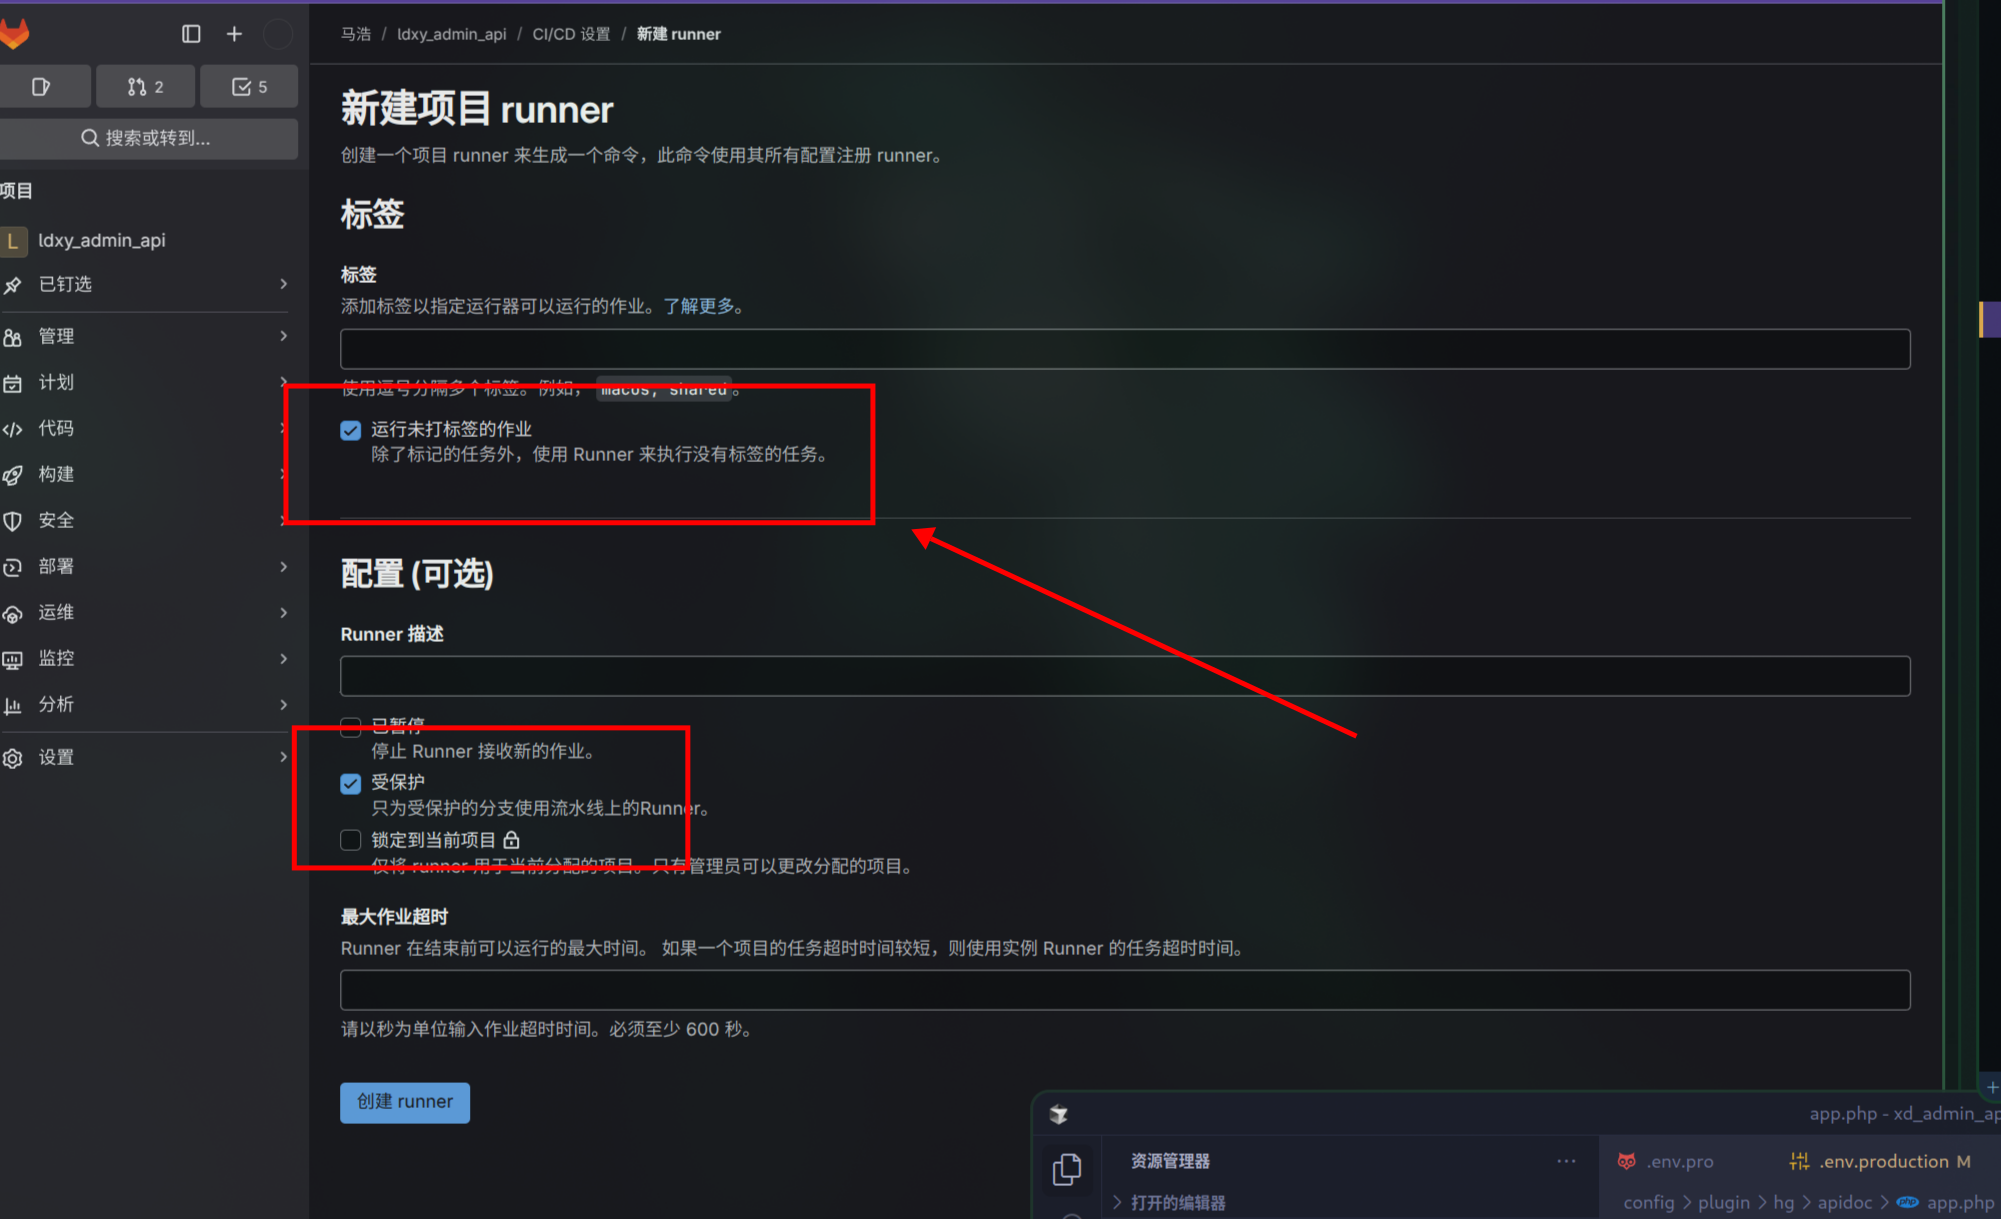 马浩 / ldxy_admin_api / CI/CD 设置 / 新建 runner
2
5
搜索或转到...
项目
L ldxy_admin_api
已钉选
管理
计划
代码
构建
安全
部署
运维
监控
分析
设置
新建项目 runner
创建一个项目 runner 来生成一个命令，此命令使用其所有配置注册 runner。
标签
标签
添加标签以指定运行器可以运行的作业。了解更多。
使用逗号分隔多个标签。例如， macos, shared 。
运行未打标签的作业
除了标记的任务外，使用 Runner 来执行没有标签的任务。
配置 (可选)
Runner 描述
已暂停
停止 Runner 接收新的作业。
受保护
只为受保护的分支使用流水线上的Runner。
锁定到当前项目
仅将 runner 用于当前分配的项目。只有管理员可以更改分配的项目。
最大作业超时
Runner 在结束前可以运行的最大时间。 如果一个项目的任务超时时间较短，则使用实例 Runner 的任务超时时间。
请以秒为单位输入作业超时时间。必须至少 600 秒。
创建 runner
app.php - xd_admin_ap
资源管理器
.env.pro
.env.production M
打开的编辑器
config > plugin > hg > apidoc > php app.php